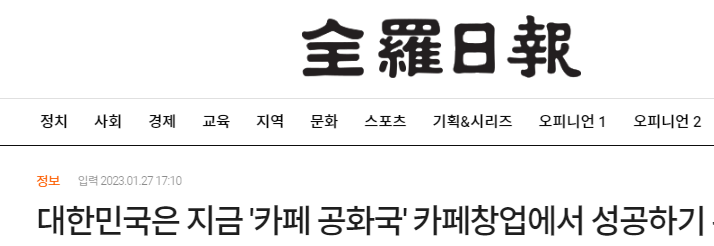 全羅日報
정치 사회 경제 교육 지역 문화 스포츠 기획&시리즈 오피니언 1 오피니언 2
정보 입력 2023.01.27 17:10
대한민국은 지금 '카페 공화국' 카페창업에서 성공하기